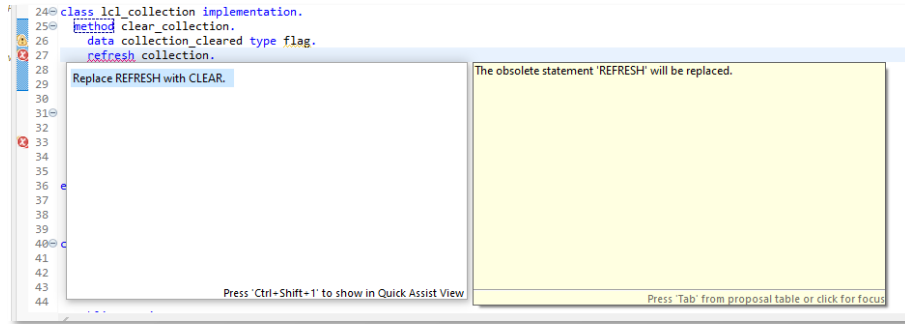 24 class lcl_collection implementation.
25 method clear_collection.
26 data collection_cleared type flag.
27 refresh collection.
28
29
30
31
32
33
34
35
36 e
37
38
39
40 c
41
42
43
44
Replace REFRESH with CLEAR.
Press 'Ctrl+Shift+1' to show in Quick Assist View
The obsolete statement 'REFRESH' will be replaced.
Press 'Tab' from proposal table or click for focus